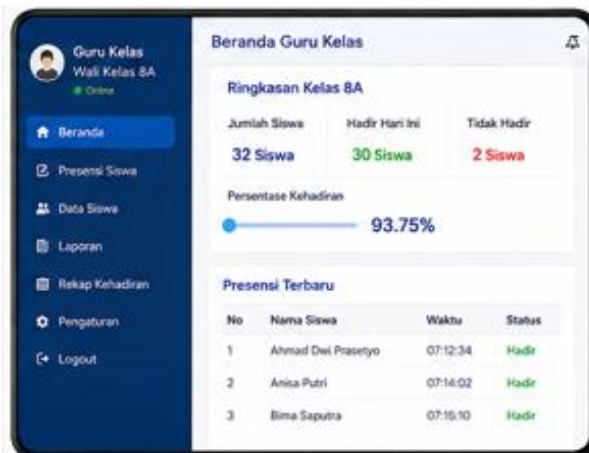 Guru Kelas
Wali Kelas 8A
Online
Beranda
Presensi Siswa
Data Siswa
Laporan
Rekap Kehadiran
Pengaturan
Logout
Beranda Guru Kelas
Ringkasan Kelas 8A
Jumlah Siswa Hadir Hari Ini Tidak Hadir
32 Siswa 30 Siswa 2 Siswa
Persentase Kehadiran
93.75%
Presensi Terbaru
No Nama Siswa Waktu Status
1 Ahmad Dwi Prasetyo 07:12:34 Hadir
2 Anisa Putri 07:14:02 Hadir
3 Bima Saputra 07:15:10 Hadir